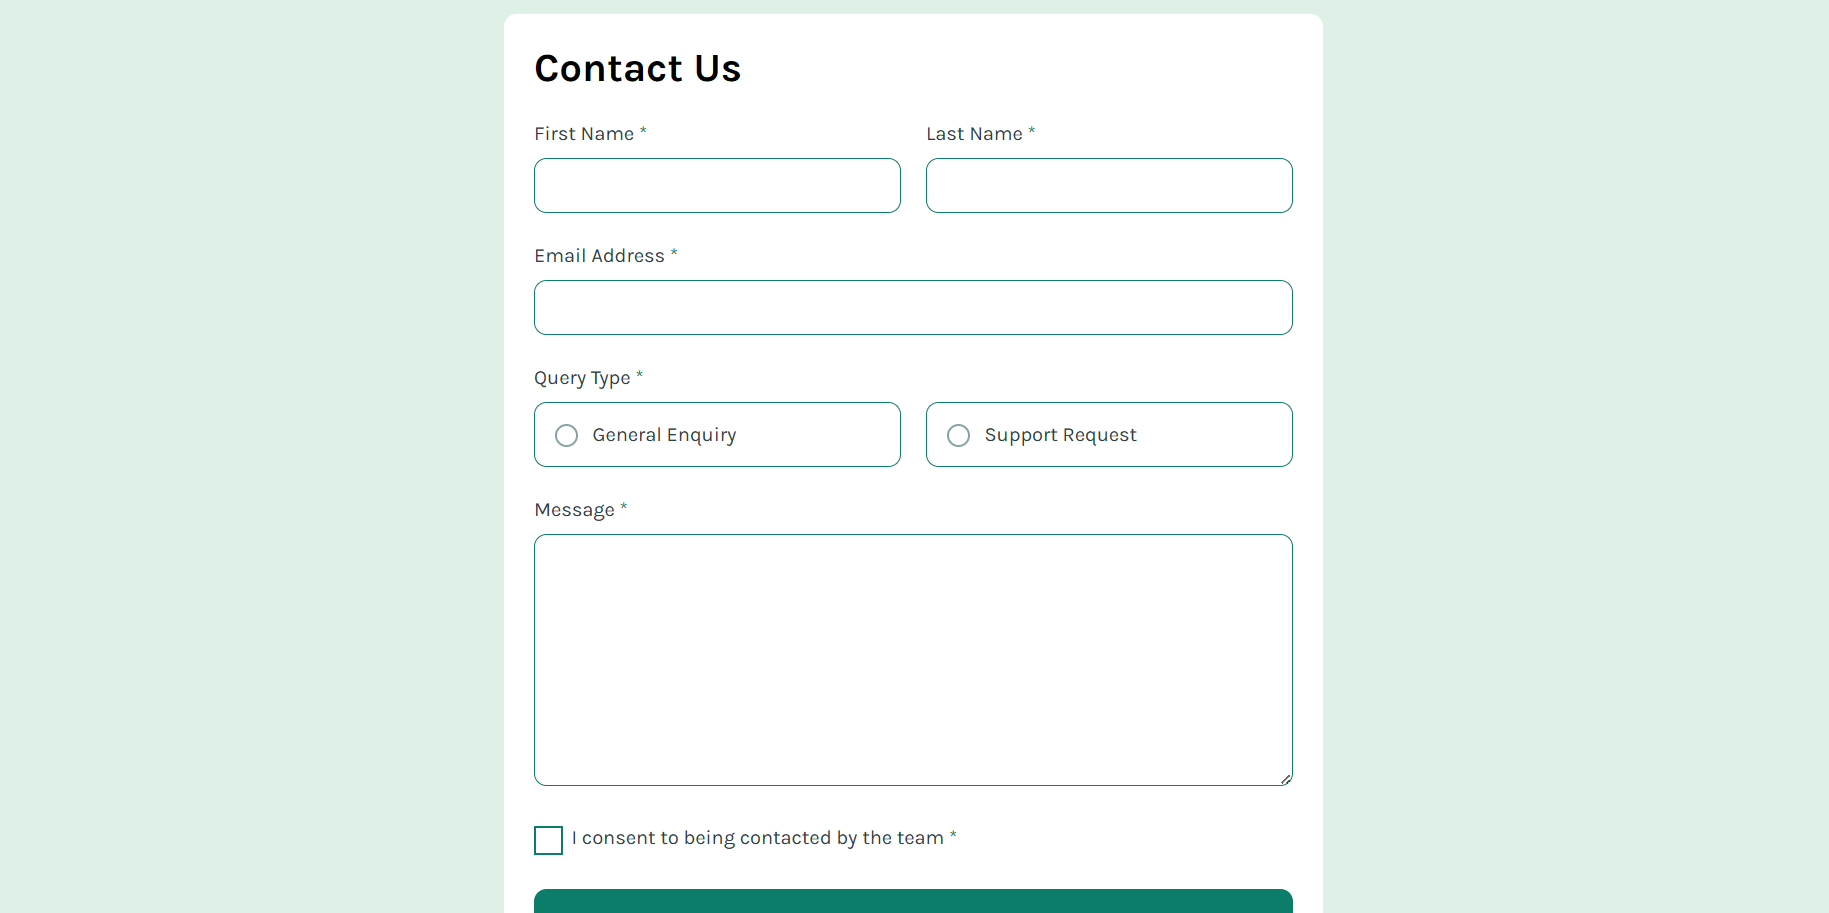 Contact Us
First Name *
Last Name *
Email Address *
Query Type *
General Enquiry
Support Request
Message *
I consent to being contacted by the team *